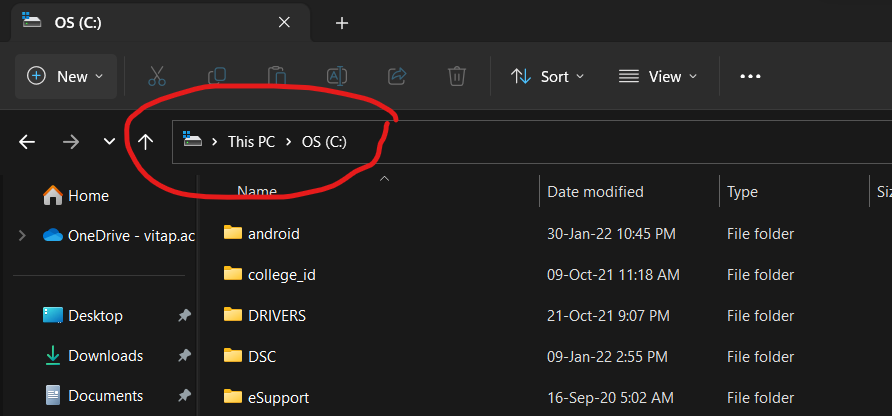 OS (C:)
New Sort View
This PC OS (C:)
Name Date modified Type
Home
OneDrive - vitap.ac
android 30-Jan-22 10:45 PM File folder
college_id 09-Oct-21 11:18 AM File folder
Desktop DRIVERS 21-Oct-21 9:07 PM File folder
Downloads DSC 09-Jan-22 2:55 PM File folder
Documents eSupport 16-Sep-20 5:02 AM File folder